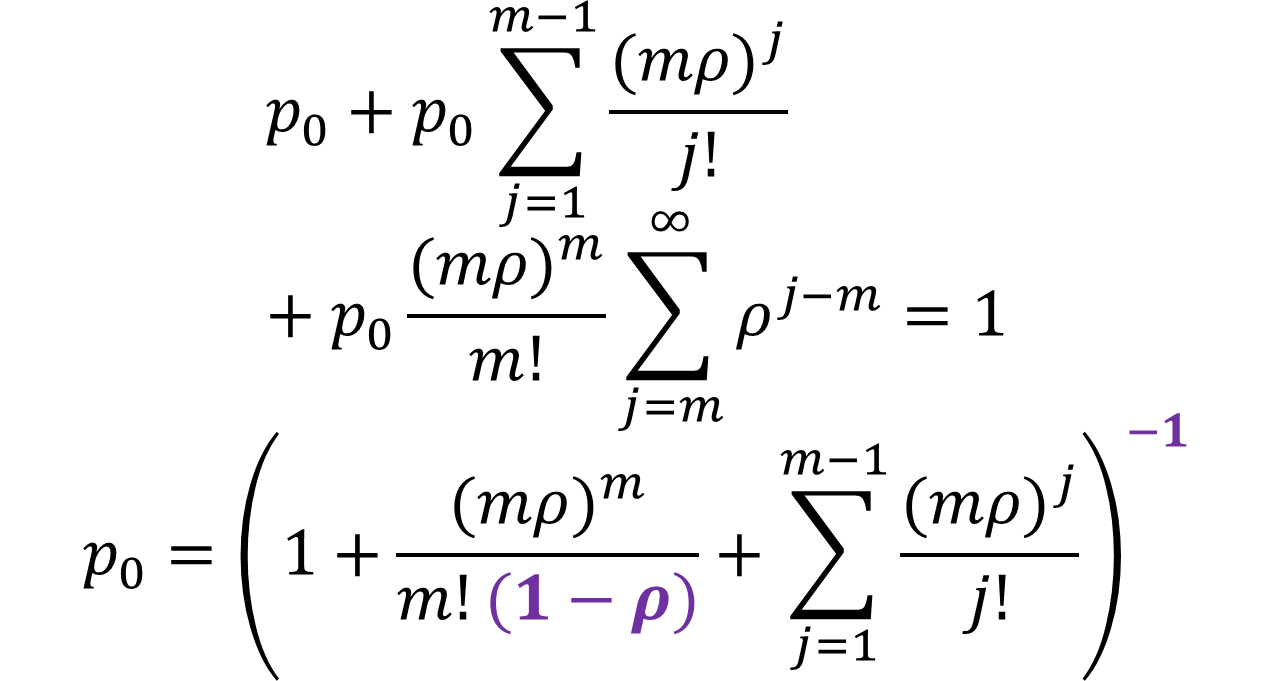 $p_0 + p_0 \sum_{j=1}^{m-1} \frac{(m\rho)^j}{j!}$
$+ p_0 \frac{(m\rho)^m}{m!} \sum_{j=m}^{\infty} \rho^{j-m} = 1$
$p_0 = \left( 1 + \frac{(m\rho)^m}{m!(1-\rho)} + \sum_{j=1}^{m-1} \frac{(m\rho)^j}{j!} \right)^{-1}$